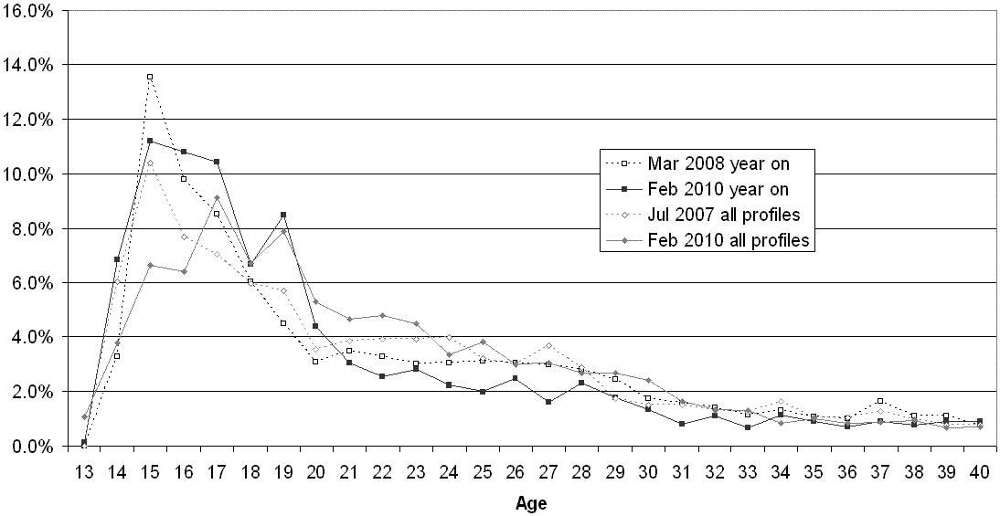 16.0%
14.0%
12.0%
10.0%
8.0%
6.0%
4.0%
2.0%
0.0%
Mar 2008 year on
Feb 2010 year on
Jul 2007 all profiles
Feb 2010 all profiles
13 14 15 16 17 18 19 20 21 22 23 24 25 26 27 28 29 30 31 32 33 34 35 36 37 38 39 40
Age